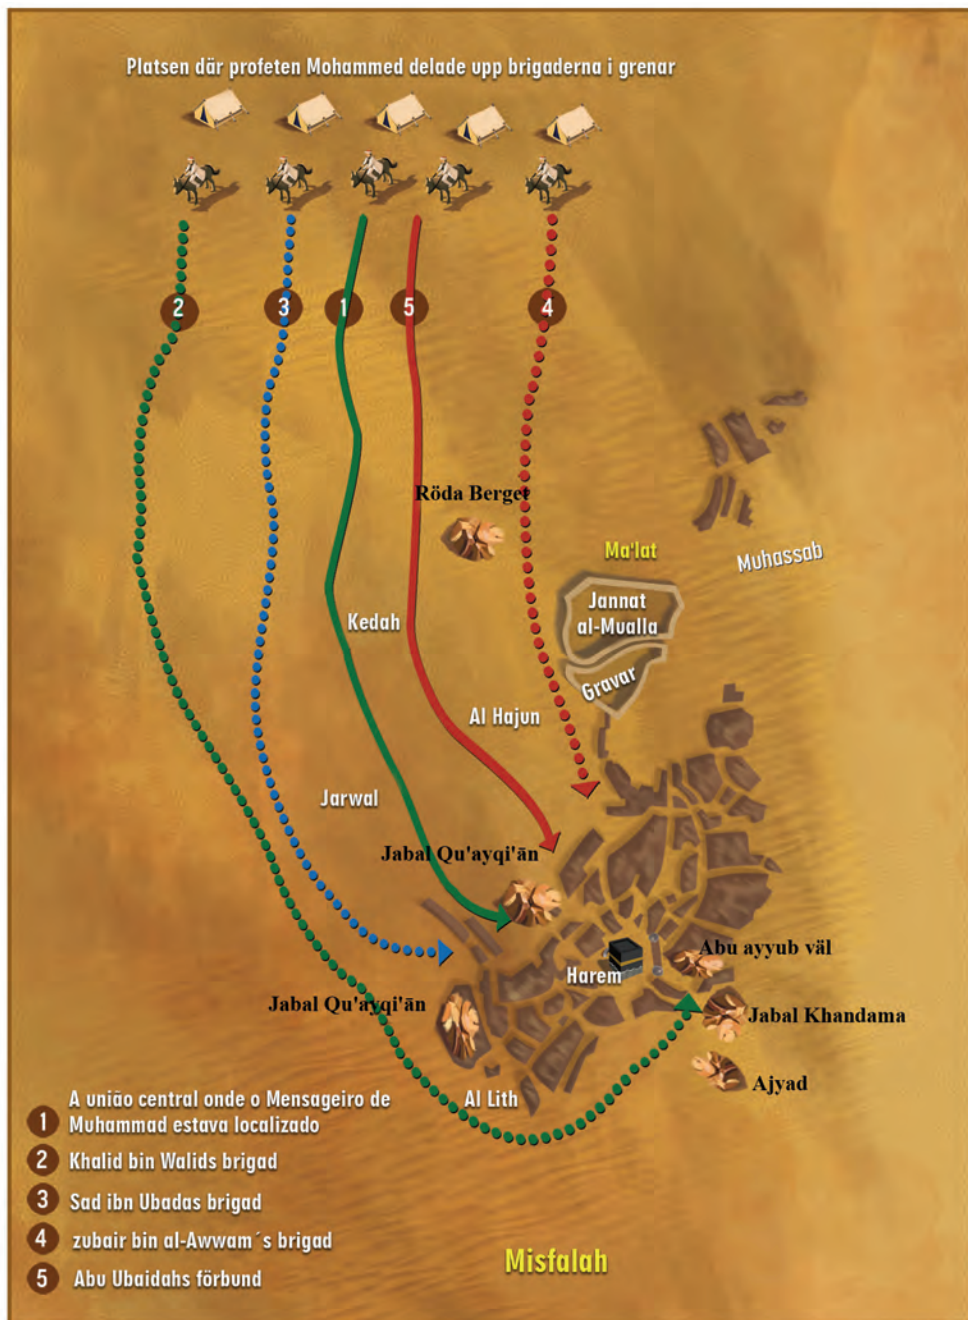 Platsen där profeten Mohammed delade upp brigaderna i grenar
2
3
1
5
4
Röda Berget
Ma'lat
Muhassab
Jannat
al-Mualla
Kedah
Gravar
Al Hajun
Jarwal
Jabal Qu'ayqi'ān
Abu ayyub väl
Harem
Jabal Qu'ayqi'ān
Jabal Khandama
Ajyad
Al Lith
1 A união central onde o Mensageiro de
Muhammad estava localizado
2 Khalid bin Walids brigad
3 Sad ibn Ubadas brigad
4 zubair bin al-Awwam´s brigad
5 Abu Ubaidahs förbund
Misfalah